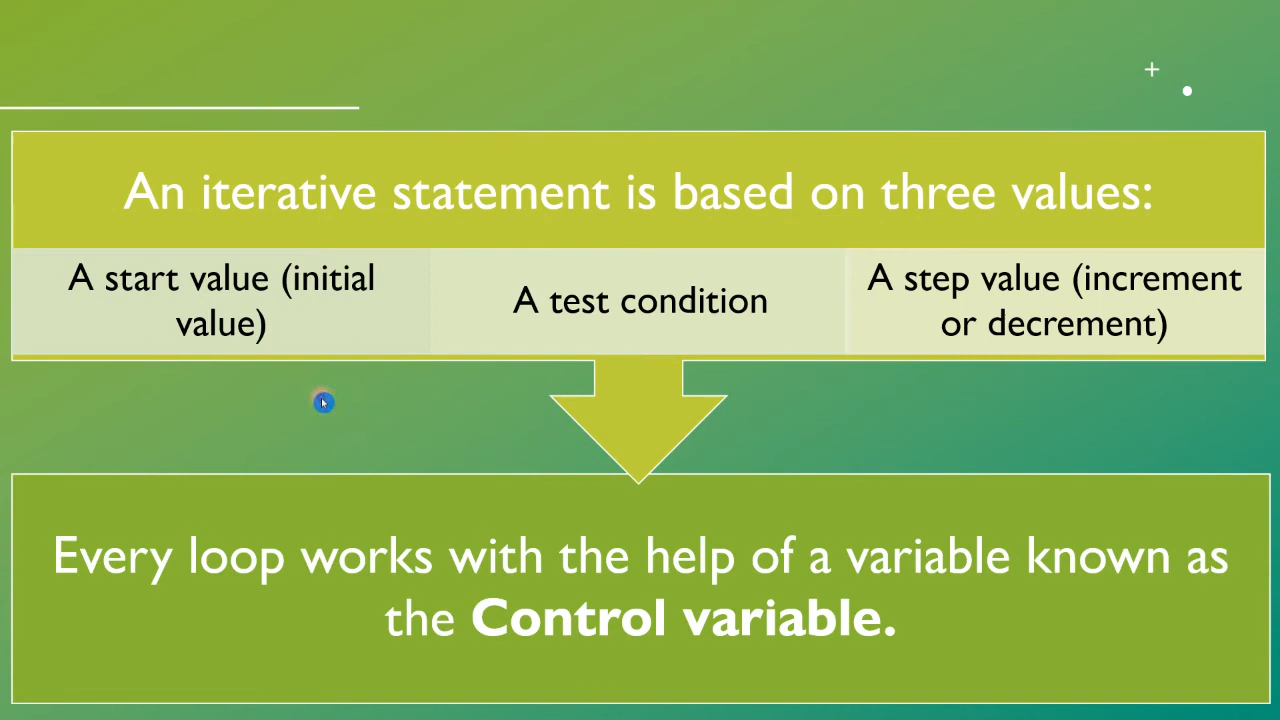 An iterative statement is based on three values:
A start value (initial
value)
A test condition
A step value (increment
or decrement)
Every loop works with the help of a variable known as
the Control variable.